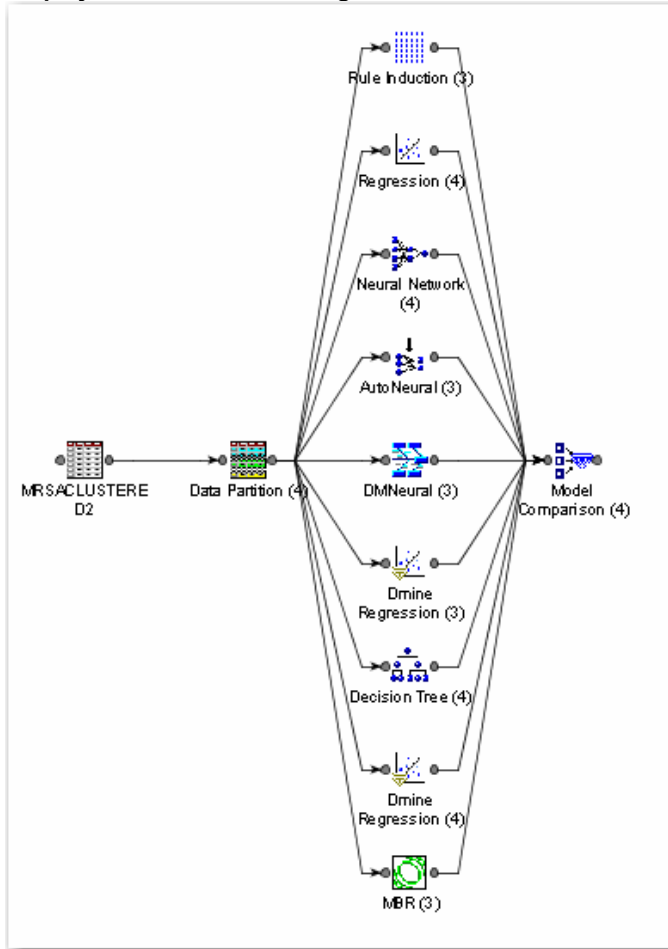 Rule Induction (3)
Regression (4)
Neural Network
(4)
AutoNeural (3)
MRSACLUSTERE
D2
Data Partition (4)
DMNeural (3)
Model
Comparison (4)
Dmine
Regression (3)
Decision Tree (4)
Dmine
Regression (4)
MBR (3)